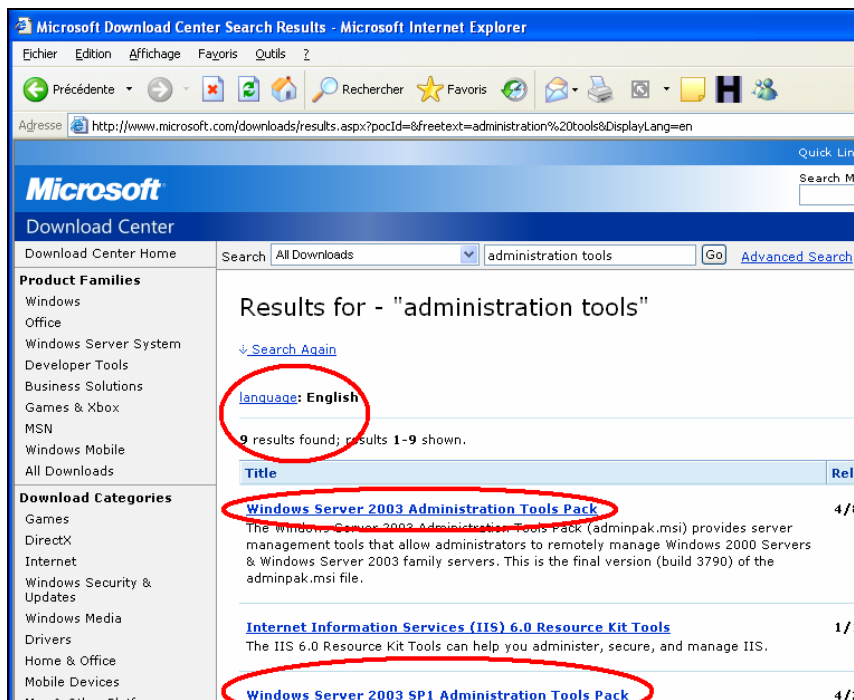 Microsoft Download Center Search Results - Microsoft Internet Explorer
Fichier Edition Affichage Favoris Outils ?
Précédente Rechercher Favoris
Adresse http://www.microsoft.com/downloads/results.aspx?pocId=&freetext=administration%20tools&DisplayLang=en
Quick Lin
Microsoft
Search M
Download Center
Download Center Home
Search All Downloads administration tools Go Advanced Search
Product Families
Windows
Office
Windows Server System
Developer Tools
Business Solutions
Games & Xbox
MSN
Windows Mobile
All Downloads
Download Categories
Games
DirectX
Internet
Windows Security &
Updates
Windows Media
Drivers
Home & Office
Mobile Devices
Results for - "administration tools"
Search Again
language: English
9 results found; results 1-9 shown.
Title Rel
Windows Server 2003 Administration Tools Pack 4/8
The Windows Server 2003 Administration Tools Pack (adminpak.msi) provides server
management tools that allow administrators to remotely manage Windows 2000 Servers
& Windows Server 2003 family servers. This is the final version (build 3790) of the
adminpak.msi file.
Internet Information Services (IIS) 6.0 Resource Kit Tools 1/
The IIS 6.0 Resource Kit Tools can help you administer, secure, and manage IIS.
Windows Server 2003 SP1 Administration Tools Pack 4/